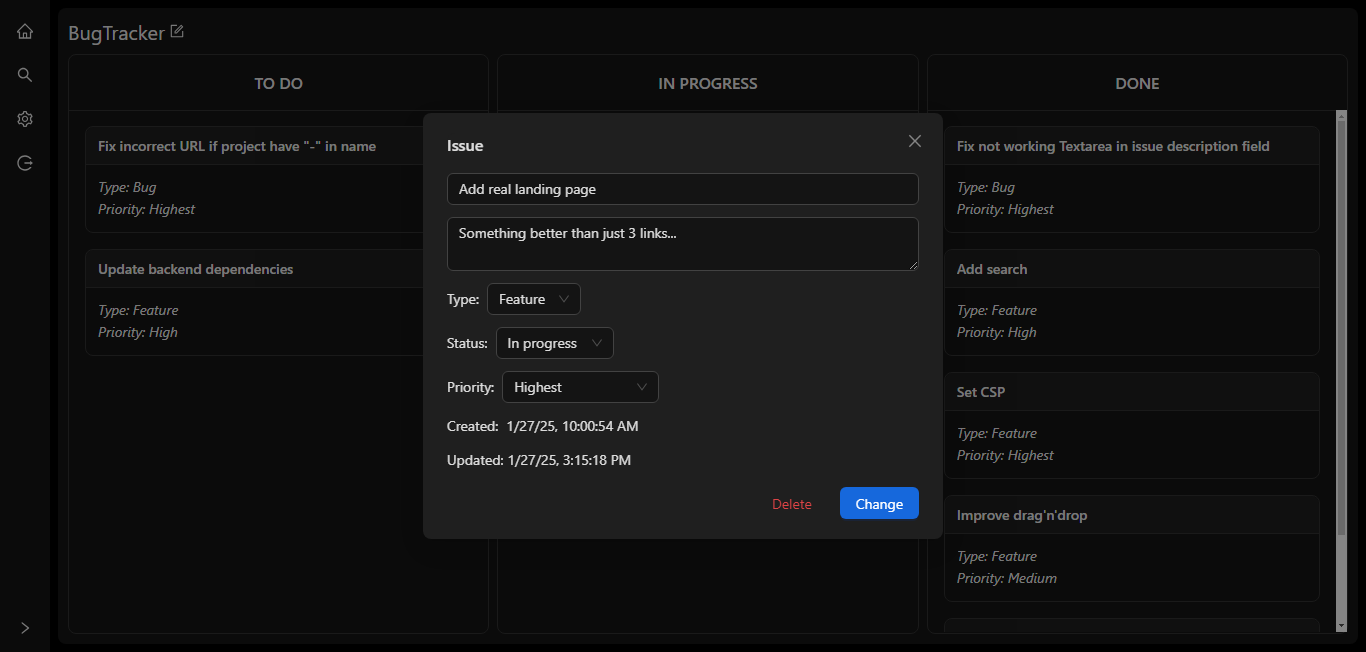 BugTracker
TO DO
Fix incorrect URL if project have "-" in name
Type: Bug
Priority: Highest
Update backend dependencies
Type: Feature
Priority: High
IN PROGRESS
DONE
Fix not working Textarea in issue description field
Type: Bug
Priority: Highest
Add search
Type: Feature
Priority: High
Set CSP
Type: Feature
Priority: Highest
Improve drag'n'drop
Type: Feature
Priority: Medium
Issue
Add real landing page
Something better than just 3 links...
Type: Feature
Status: In progress
Priority: Highest
Created: 1/27/25, 10:00:54 AM
Updated: 1/27/25, 3:15:18 PM
Delete Change